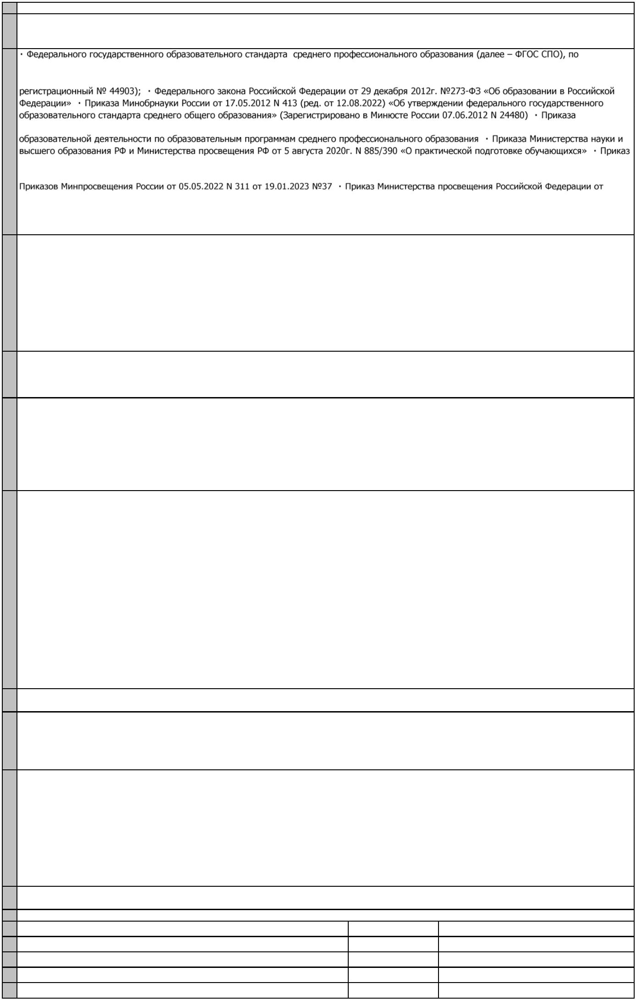 · Федерального государственного образовательного стандарта  среднего профессионального образования (далее – ФГОС СПО), по
регистрационный № 44903);  · Федерального закона Российской Федерации от 29 декабря 2012г. №273-ФЗ «Об образовании в Российской
Федерации»  · Приказа Минобрнауки России от 17.05.2012 N 413 (ред. от 12.08.2022) «Об утверждении федерального государственного
образовательного стандарта среднего общего образования» (Зарегистрировано в Минюсте России 07.06.2012 N 24480)  · Приказа
образовательной деятельности по образовательным программам среднего профессионального образования  · Приказа Министерства науки и
высшего образования РФ и Министерства просвещения РФ от 5 августа 2020г. N 885/390 «О практической подготовке обучающихся»  · Приказ
Приказов Минпросвещения России от 05.05.2022 N 311 от 19.01.2023 №37  · Приказ Министерства просвещения Российской Федерации от